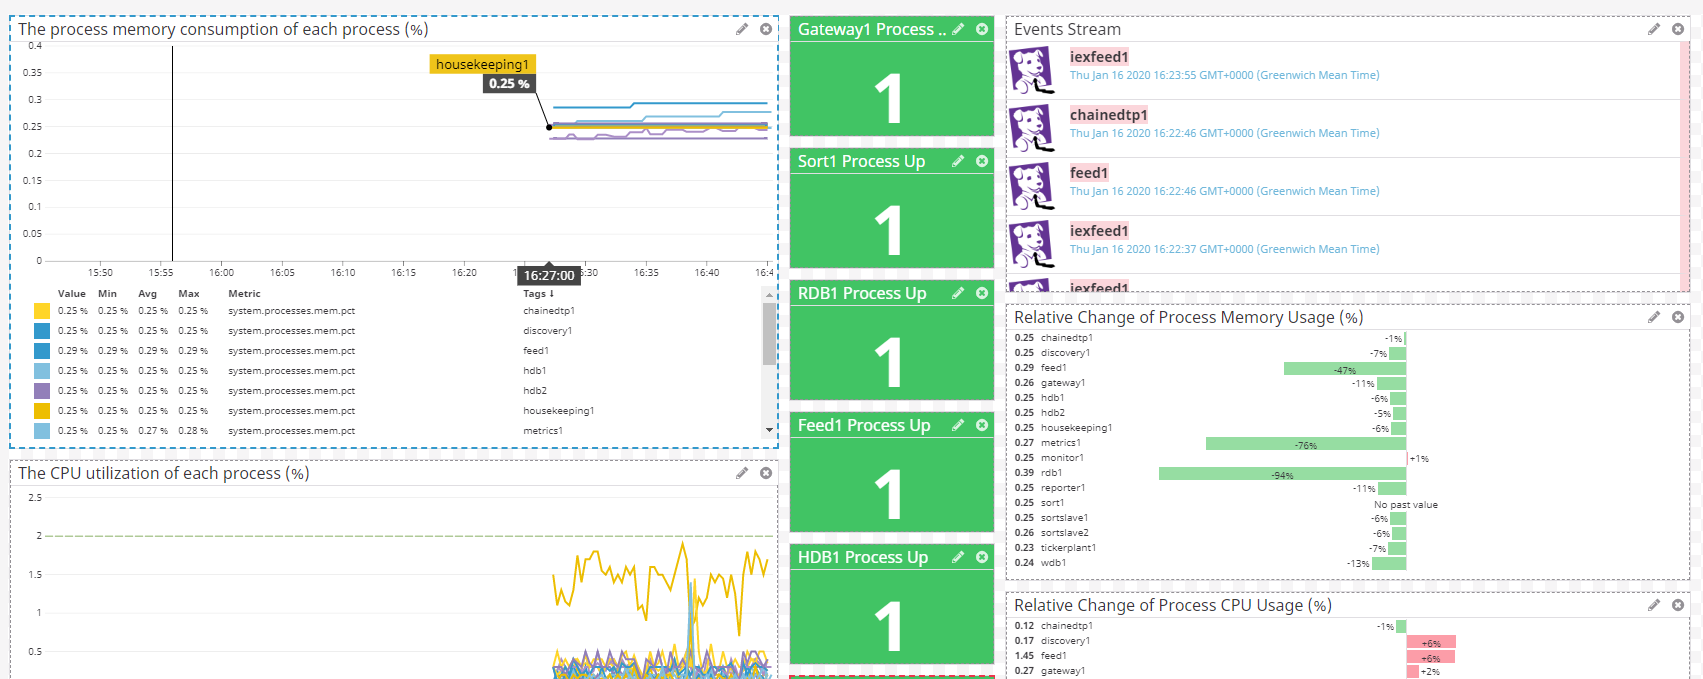 The process memory consumption of each process (%)
0.4
0.35
0.3
0.25
0.2
0.15
0.1
0.05
0
housekeeping1
0.25 %
15:50 15:55 16:00 16:05 16:10 16:15 16:20 16:27:00 16:35 16:40
Value Min Avg Max Metric Tags ↓
0.25 % 0.25 % 0.25 % 0.25 % system.processes.mem.pct chainedtp1
0.25 % 0.25 % 0.25 % 0.25 % system.processes.mem.pct discovery1
0.29 % 0.29 % 0.29 % 0.29 % system.processes.mem.pct feed1
0.25 % 0.25 % 0.25 % 0.25 % system.processes.mem.pct hdb1
0.25 % 0.25 % 0.25 % 0.25 % system.processes.mem.pct hdb2
0.25 % 0.25 % 0.25 % 0.25 % system.processes.mem.pct housekeeping1
0.25 % 0.25 % 0.27 % 0.28 % system.processes.mem.pct metrics1
The CPU utilization of each process (%)
2.5
2
1.5
1
0.5
Gateway1 Process ..
1
Sort1 Process Up
1
RDB1 Process Up
1
Feed1 Process Up
1
HDB1 Process Up
1
Events Stream
iexfeed1
Thu Jan 16 2020 16:23:55 GMT+0000 (Greenwich Mean Time)
chainedtp1
Thu Jan 16 2020 16:22:46 GMT+0000 (Greenwich Mean Time)
feed1
Thu Jan 16 2020 16:22:46 GMT+0000 (Greenwich Mean Time)
iexfeed1
Thu Jan 16 2020 16:22:37 GMT+0000 (Greenwich Mean Time)
iexfeed1
Relative Change of Process Memory Usage (%)
0.25 chainedtp1 -1%
0.25 discovery1 -7%
0.29 feed1 -47%
0.26 gateway1 -11%
0.25 hdb1 -6%
0.25 hdb2 -5%
0.25 housekeeping1 -6%
0.27 metrics1 -76%
0.25 monitor1 +1%
0.39 rdb1 -94%
0.25 reporter1 -11%
0.25 sort1 No past value
0.25 sortslave1 -6%
0.26 sortslave2 -6%
0.23 tickerplant1 -7%
0.24 wdb1 -13%
Relative Change of Process CPU Usage (%)
0.12 chainedtp1 -1%
0.17 discovery1 +6%
1.45 feed1 +6%
0.27 gateway1 +2%